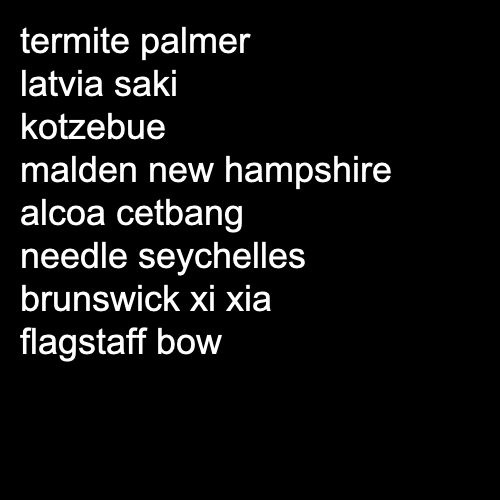 termite palmer
latvia saki
kotzebue
malden new hampshire
alcoa cetbang
needle seychelles
brunswick xi xia
flagstaff bow